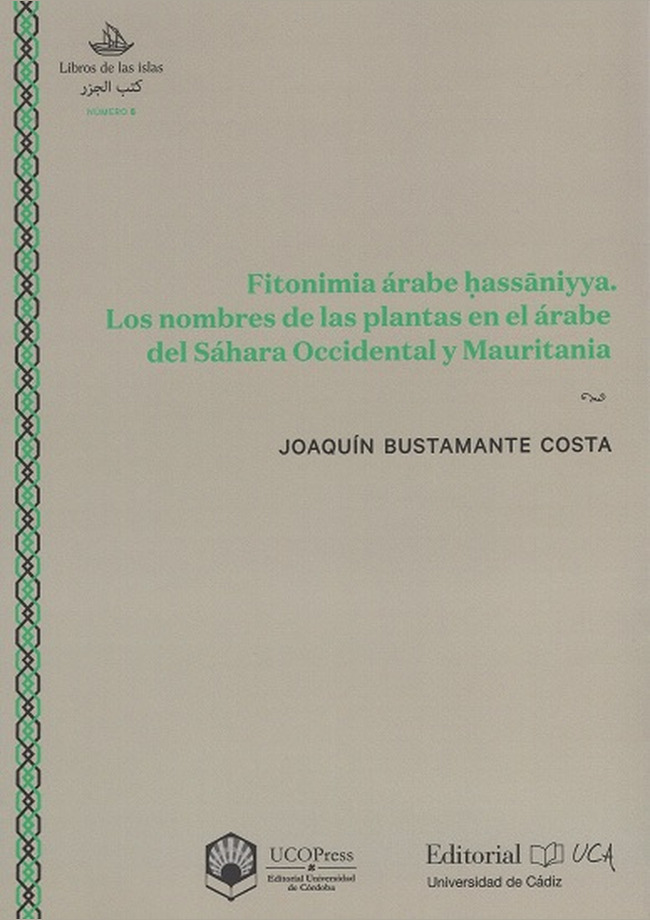 Libros de las islas
كتب الجزر
NÚMERO 8
Fitonimia árabe ḥassāniyya.
Los nombres de las plantas en el árabe
del Sáhara Occidental y Mauritania
JOAQUÍN BUSTAMANTE COSTA
UCOPress
Editorial Universidad
de Córdoba
Editorial UCA
Universidad de Cádiz